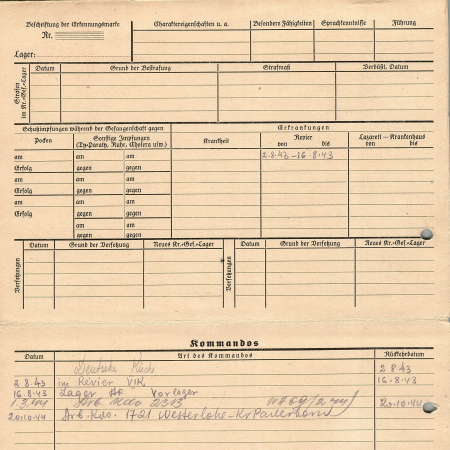 Beschriftung der Erkennungsmarke
Nr.
Lager:
Charaktereigenschaften u. a.
Besondere Fähigkeiten
Sprachkenntnisse
Führung
Strafen im Kr.-Gef.-Lager
Datum
Grund der Bestrafung
Strafmaß
Verbüßt, Datum
Schutzimpfungen während der Gefangenschaft gegen
Erkrankungen
Pocken
Sonstige Impfungen
(Ty-Paraty, Ruhr, Cholera usw.)
Krankheit
Revier
von bis
Lazarett – Krankenhaus
von bis
am am am
2.8.43 – 16.8.43
Erfolg gegen gegen
am am am
Erfolg gegen gegen
am am am
Erfolg gegen gegen
am am
gegen gegen
Versetzungen
Datum
Grund der Versetzung
Neues Kr.-Gef.-Lager
Versetzungen
Datum
Grund der Versetzung
Neues Kr.-Gef.-Lager
Kommandos
Datum Art des Kommandos Rückkehrdatum
Deutsche 2 8 43
2 8. 43 im Revier 16.8.43
16.8.43 Lager Vorlager
1.3.44 Arb 20.10.44
20.10.44 Arb. Kdo. 1721 Westerlohe-Kr